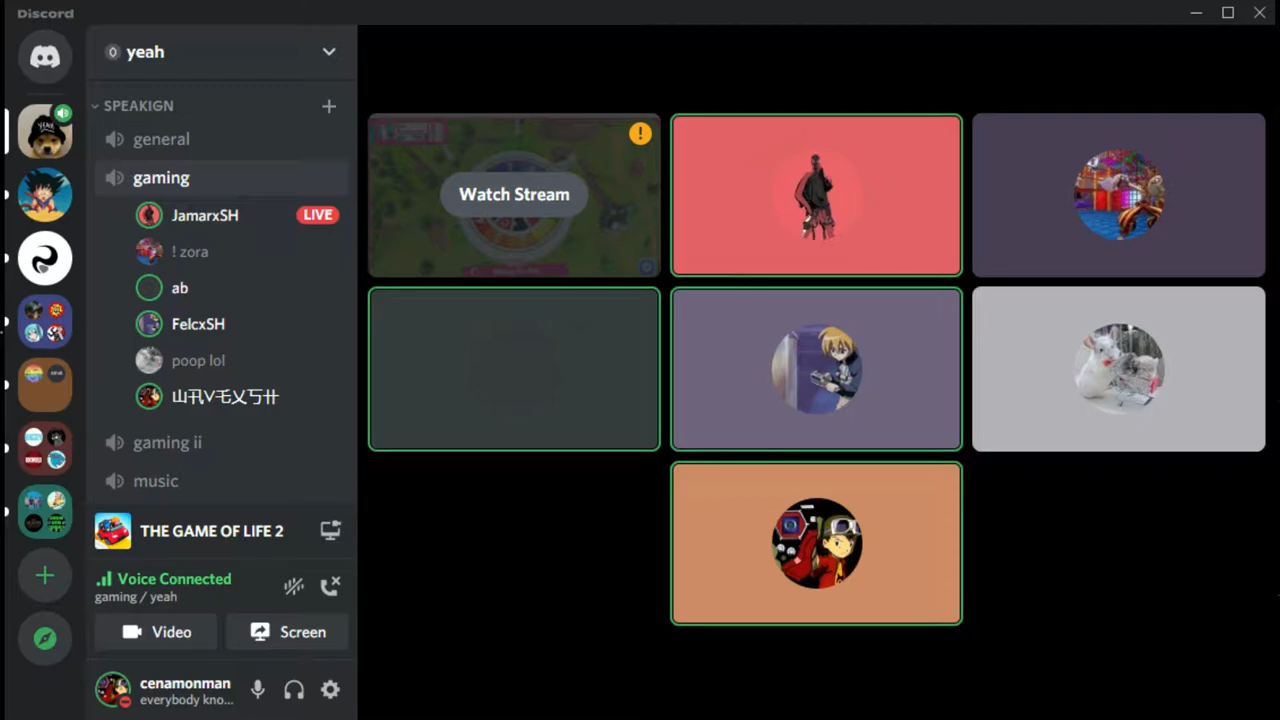 Discord
yeah
SPEAKIGN
general
gaming
JamarxSH
LIVE
! zora
ab
FelcxSH
poop lol
山卂V乇乂丂卄
gaming ii
music
THE GAME OF LIFE 2
Voice Connected
gaming / yeah
Video
Screen
cenamonman
everybody kno...
Watch Stream
!